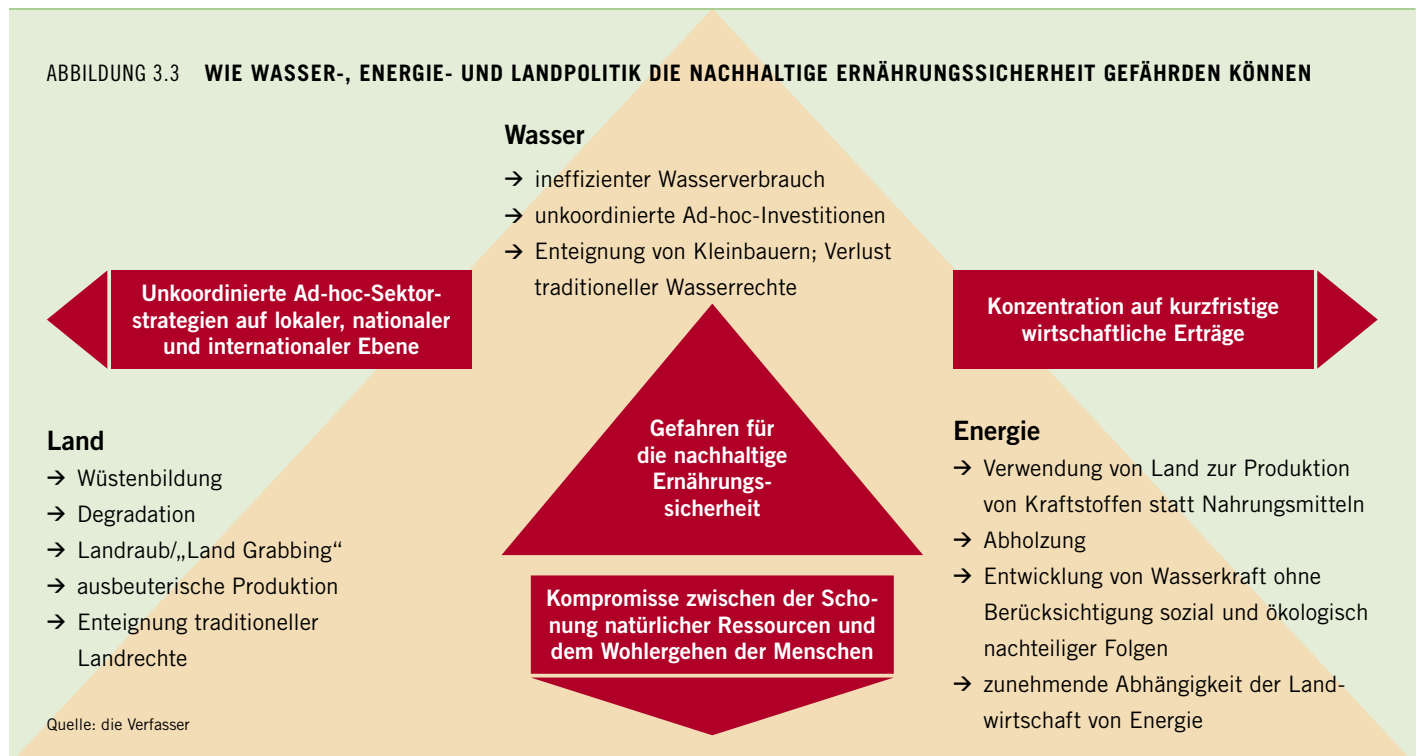 ABBILDUNG 3.3 WIE WASSER-, ENERGIE- UND LANDPOLITIK DIE NACHHALTIGE ERNÄHRUNGSSICHERHEIT GEFÄHRDEN KÖNNEN
Wasser
→ ineffizienter Wasserverbrauch
→ unkoordinierte Ad-hoc-Investitionen
→ Enteignung von Kleinbauern; Verlust
traditioneller Wasserrechte
Unkoordinierte Ad-hoc-Sektor-
strategien auf lokaler, nationaler
und internationaler Ebene
Konzentration auf kurzfristige
wirtschaftliche Erträge
Land
→ Wüstenbildung
→ Degradation
→ Landraub/„Land Grabbing“
→ ausbeuterische Produktion
→ Enteignung traditioneller
Landrechte
Gefahren für
die nachhaltige
Ernährungs-
sicherheit
Kompromisse zwischen der Scho-
nung natürlicher Ressourcen und
dem Wohlergehen der Menschen
Energie
→ Verwendung von Land zur Produktion
von Kraftstoffen statt Nahrungsmitteln
→ Abholzung
→ Entwicklung von Wasserkraft ohne
Berücksichtigung sozial und ökologisch
nachteiliger Folgen
→ zunehmende Abhängigkeit der Land-
wirtschaft von Energie
Quelle: die Verfasser